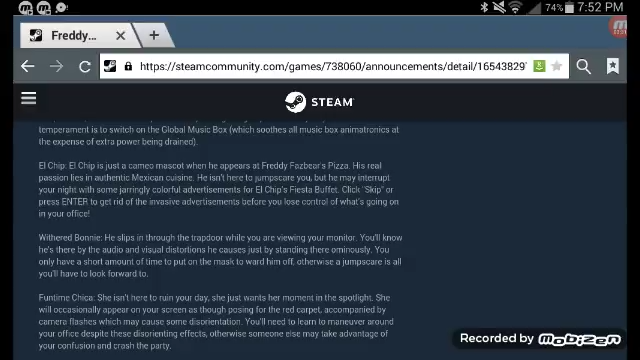 74% 7:52 PM
Freddy...
https://steamcommunity.com/games/738060/announcements/detail/16543829
STEAM
temperament is to switch on the Global Music Box (which soothes all music box animatronics at
the expense of extra power being drained).
El Chip: El Chip is just a cameo mascot when he appears at Freddy Fazbear's Pizza. His real
passion lies in authentic Mexican cuisine. He isn't here to jumpscare you, but he may interrupt
your night with some jarringly colorful advertisements for El Chip's Fiesta Buffet. Click "Skip" or
press ENTER to get rid of the invasive advertisements before you lose control of what's going on
in your office!
Withered Bonnie: He slips in through the trapdoor while you are viewing your monitor. You'll know
he's there by the audio and visual distortions he causes just by standing there ominously. You
only have a short amount of time to put on the mask to ward him off, otherwise a jumpscare is all
you'll have to look forward to.
Funtime Chica: She isn't here to ruin your day, she just wants her moment in the spotlight. She
will occasionally appear on your screen as though posing for the red carpet, accompanied by
camera flashes which may cause some disorientation. You'll need to learn to maneuver around
your office despite these disorienting effects, otherwise someone else may take advantage of
your confusion and crash the party.
Recorded by MOBIZEN